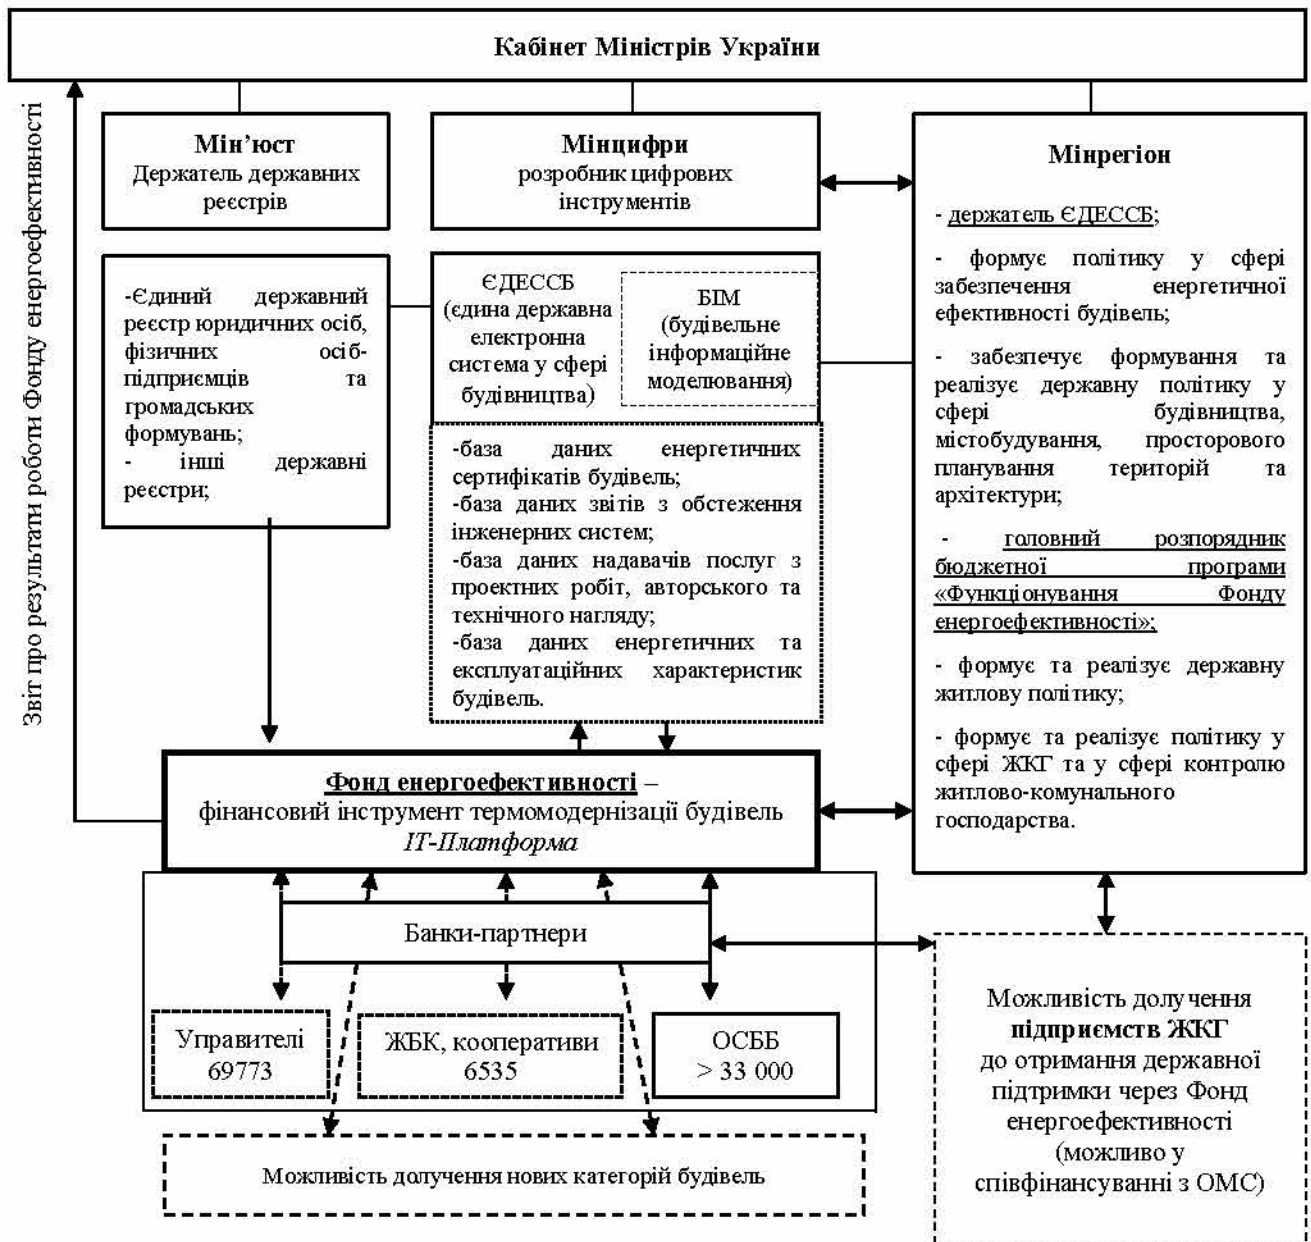 Кабінет Міністрів України
Звіт про результати роботи Фонду енергоефективності
Мін’юст
Держатель державних
реєстрів
Мінцифри
розробник цифрових
інструментів
Мінрегіон
- держатель ЄДЕССБ;
- формує політику у сфері
забезпечення енергетичної
ефективності будівель;
- забезпечує формування та
реалізує державну політику у
сфері будівництва,
містобудування, просторового
планування територій та
архітектури;
- головний розпорядник
бюджетної програми
«Функціонування Фонду
енергоефективності»;
- формує та реалізує державну
житлову політику;
- формує та реалізує політику у
сфері ЖКГ та у сфері контролю
житлово-комунального
господарства.
-Єдиний державний
реєстр юридичних осіб,
фізичних осіб-
підприємців та
громадських
формувань;
- інші державні
реєстри;
ЄДЕССБ
(єдина державна
електронна
система у сфері
будівництва)
БІМ
(будівельне
інформаційне
моделювання)
-база даних енергетичних
сертифікатів будівель;
-база даних звітів з обстеження
інженерних систем;
-база даних надавачів послуг з
проектних робіт, авторського та
технічного нагляду;
-база даних енергетичних та
експлуатаційних характеристик
будівель.
Фонд енергоефективності –
фінансовий інструмент термомодернізації будівель
ІТ-Платформа
Банки-партнери
Управителі
69773
ЖБК, кооперативи
6535
ОСББ
> 33 000
Можливість долучення нових категорій будівель
Можливість долучення
підприємств ЖКГ
до отримання державної
підтримки через Фонд
енергоефективності
(можливо у
співфінансуванні з ОМС)